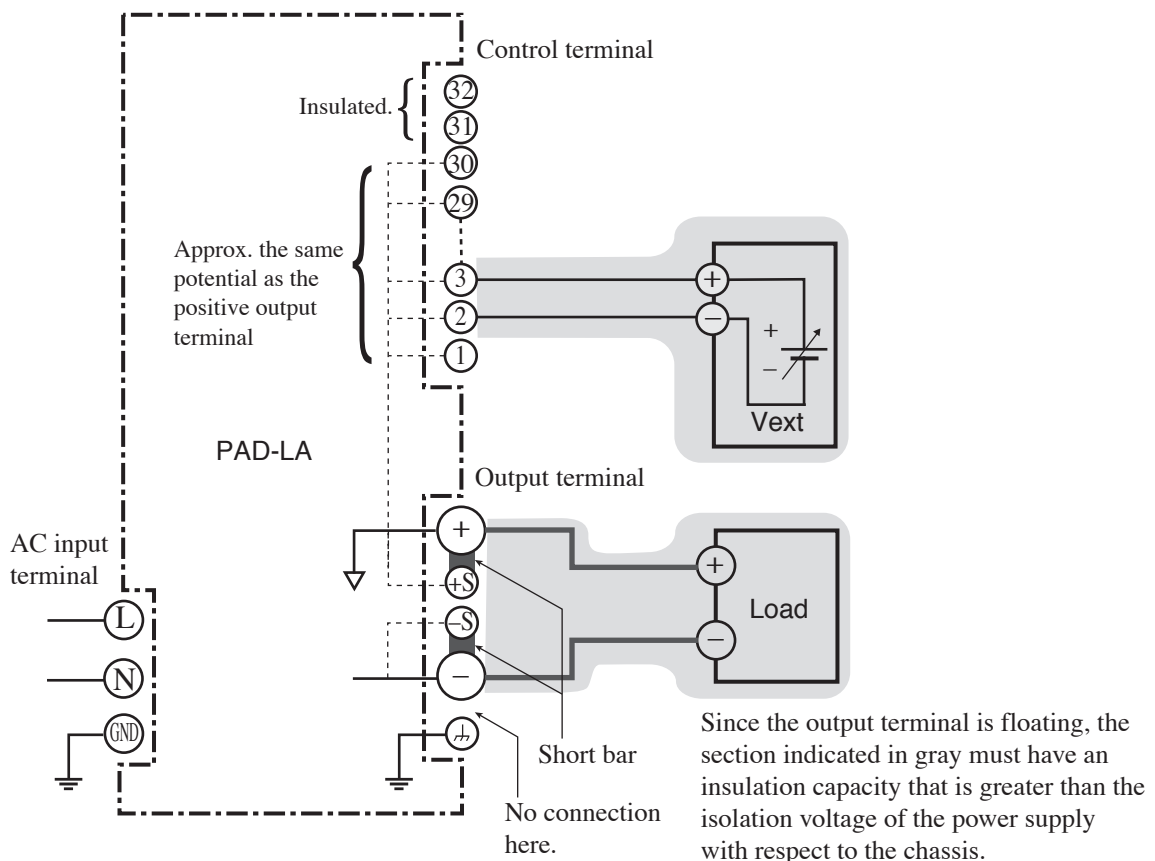 Control terminal
32
Insulated.
31
30
29
Approx. the same
potential as the
positive output
terminal
3
+
2
−
1
+
−
Vext
PAD-LA
Output terminal
+
AC input
terminal
+S
+
Load
L
−S
−
N
−
GND
Short bar
No connection
here.
Since the output terminal is floating, the
section indicated in gray must have an
insulation capacity that is greater than the
isolation voltage of the power supply
with respect to the chassis.